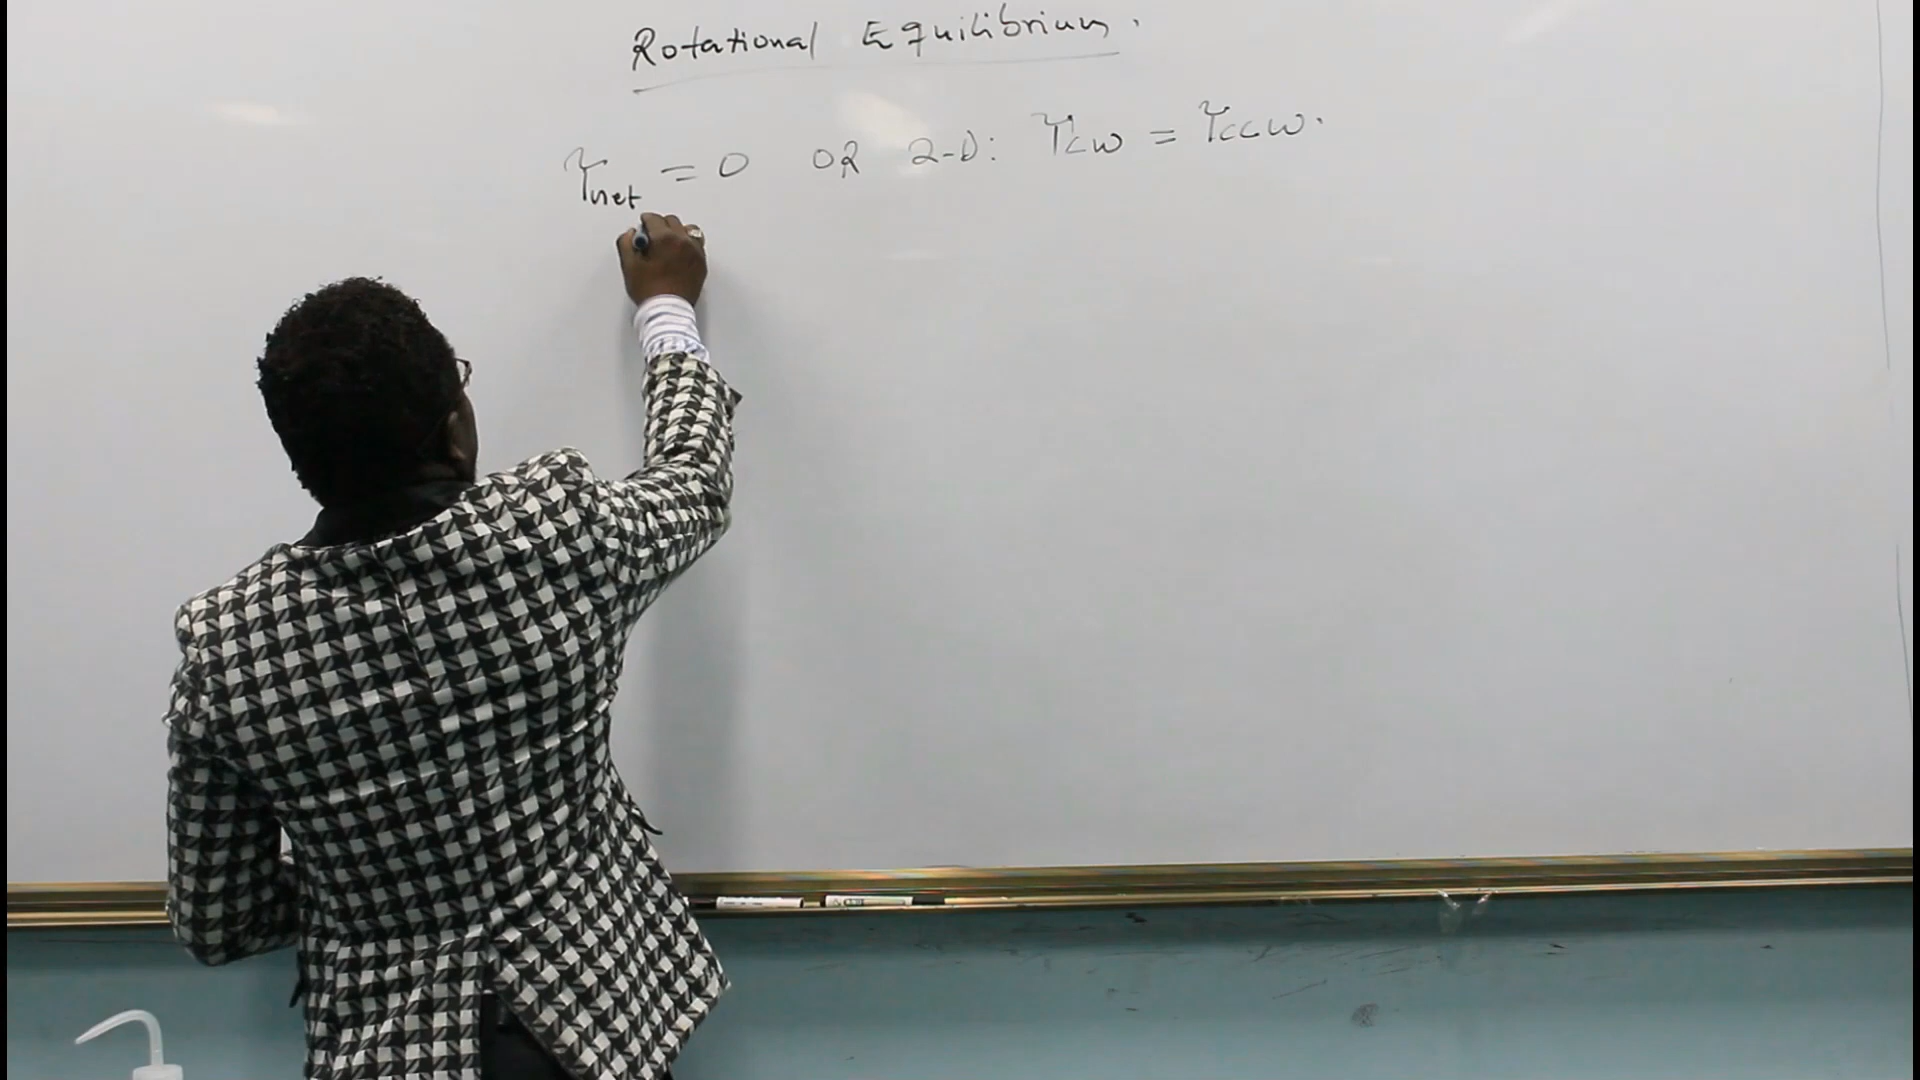 Rotational Equilibrium.
τnet = 0 OR 2-D: τcw = τccw.